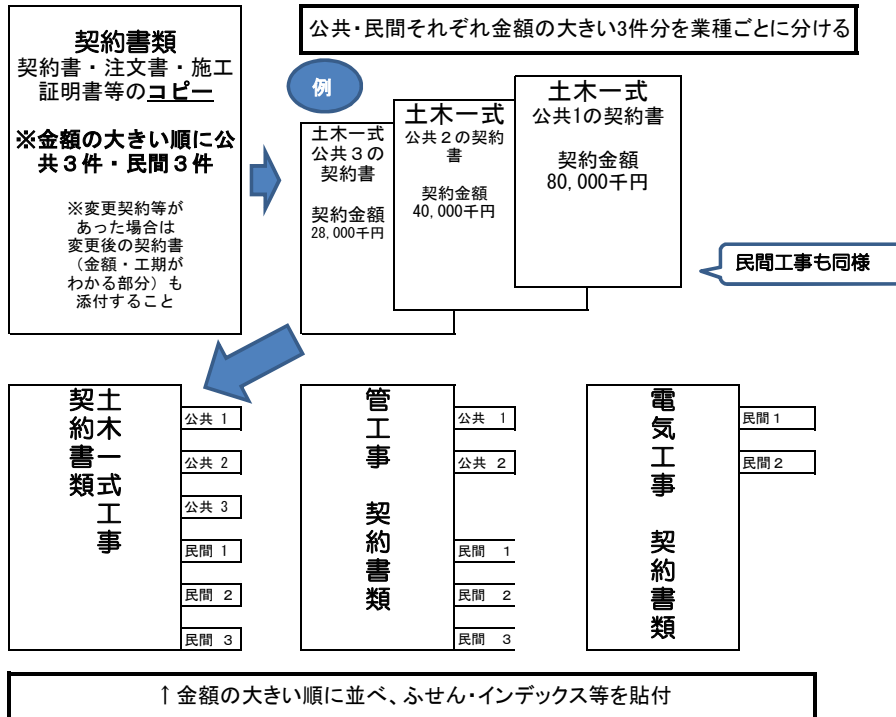 契約書類
契約書・注文書・施工
証明書等のコピー
※金額の大きい順に公
共３件・民間３件
※変更契約等が
あった場合は
変更後の契約書
（金額・工期が
わかる部分）も
添付すること
公共・民間それぞれ金額の大きい3件分を業種ごとに分ける
例
土木一式
公共３の
契約書
契約金額
28,000千円
土木一式
公共２の契約
書
契約金額
40,000千円
土木一式
公共1の契約書
契約金額
80,000千円
民間工事も同様
土木一式工事
契約書類
公共 1
公共 2
公共 3
民間 1
民間 2
民間 3
管工事　契約書類
公共 1
公共 2
民間 1
民間 2
民間 3
電気工事　契約書類
民間１
民間２
↑金額の大きい順に並べ、ふせん・インデックス等を貼付